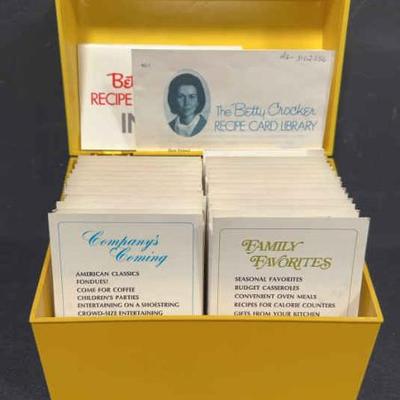 Be
RECIPE
IN
The Betty Crocker
RECIPE CARD LIBRARY
Company's
Coming
AMERICAN CLASSICS
FONDUES!
COME FOR COFFEE
CHILDREN'S PARTIES
ENTERTAINING ON A SHOESTRING
CROWD-SIZE ENTERTAINING
FAMILY
FAVORITES
SEASONAL FAVORITES
BUDGET CASSEROLES
CONVENIENT OVEN MEALS
RECIPES FOR CALORIE COUNTERS
GIFTS FROM YOUR KITCHEN